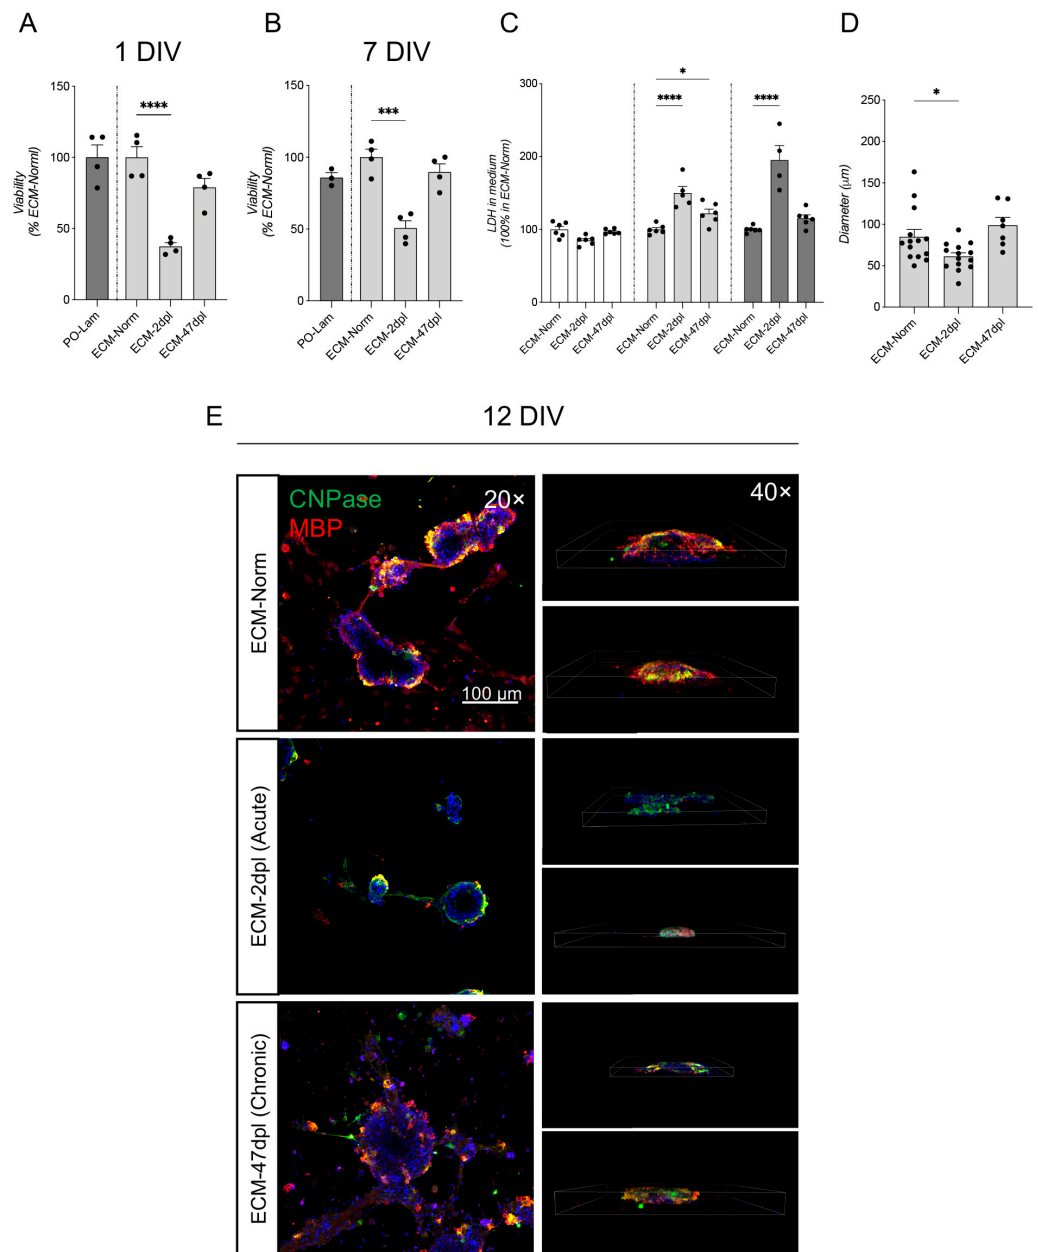 A
B
C
D
1 DIV
7 DIV
Viability
(% ECM-Norml)
150
100
50
0
****
PO-Lam
ECM-Norm
ECM-2dpl
ECM-47dpl
Viability
(% ECM-Norml)
150
100
50
0
***
PO-Lam
ECM-Norm
ECM-2dpl
ECM-47dpl
LDH in medium
(100% in ECM-Norm)
300
200
100
0
*
****
****
ECM-Norm
ECM-2dpl
ECM-47dpl
ECM-Norm
ECM-2dpl
ECM-47dpl
ECM-Norm
ECM-2dpl
ECM-47dpl
Diameter (µm)
250
200
150
100
50
0
*
ECM-Norm
ECM-2dpl
ECM-47dpl
E
12 DIV
ECM-Norm
CNPase
MBP
20×
100 µm
40×
ECM-2dpl (Acute)
ECM-47dpl (Chronic)